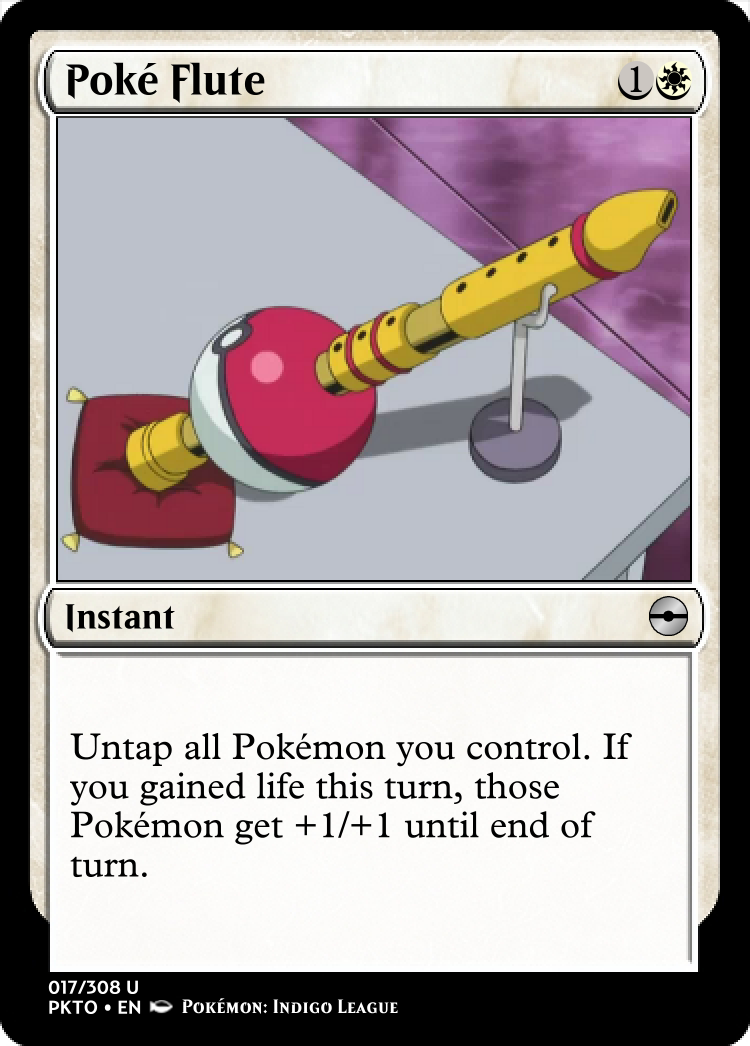 Poké Flute 1
Instant
Untap all Pokémon you control. If
you gained life this turn, those
Pokémon get +1/+1 until end of
turn.
017/308 U
PKTO • EN Pokémon: Indigo League